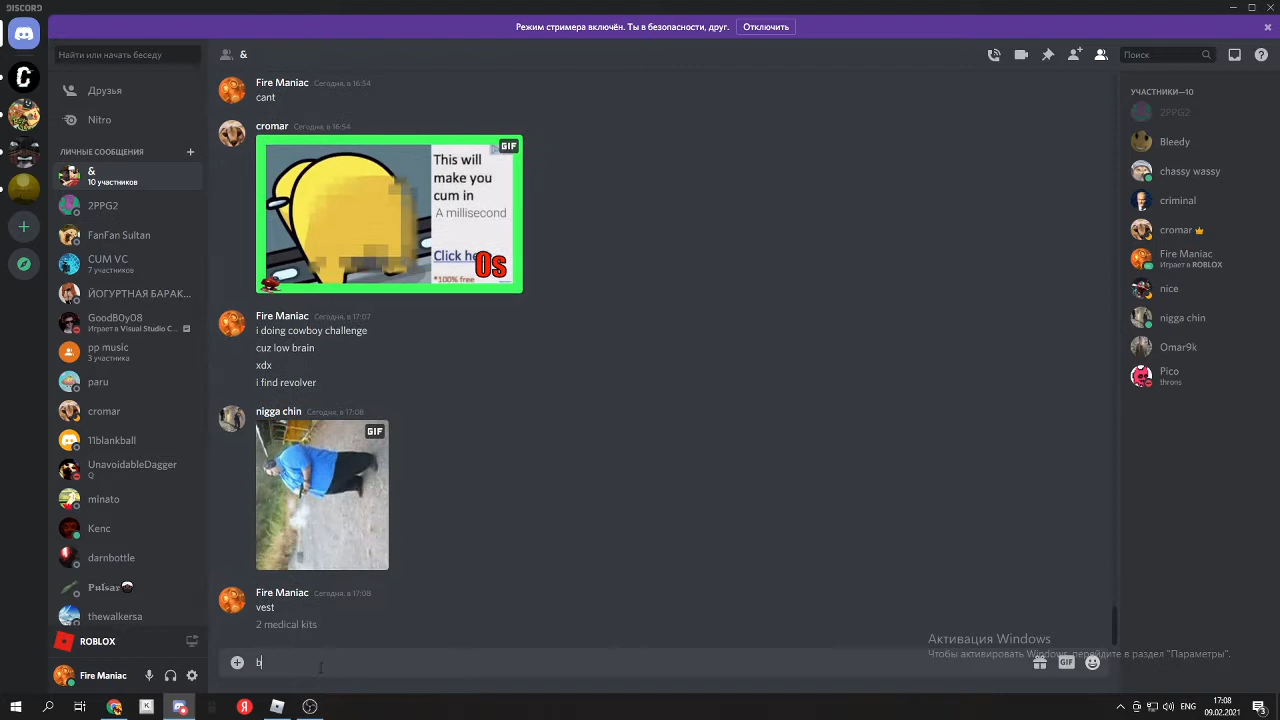 DISCORD
Режим стримера включён. Ты в безопасности, друг.
Отключить
Найти или начать беседу
&
Поиск
Друзья
Nitro
ЛИЧНЫЕ СООБЩЕНИЯ
&
10 участников
2PPG2
FanFan Sultan
CUM VC
7 участников
ЙОГУРТНАЯ БАРАК...
GoodB0y08
Играет в Visual Studio C...
pp music
3 участника
paru
cromar
11blankball
UnavoidableDagger
Q
minato
Kenc
darnbottle
thewalkersa
ROBLOX
Fire Maniac
Fire Maniac Сегодня, в 16:54
cant
cromar Сегодня, в 16:54
GIF
This will
make you
cum in
A millisecond
Click he
0s
*100% free
Fire Maniac Сегодня, в 17:07
i doing cowboy challenge
cuz low brain
xdx
i find revolver
nigga chin Сегодня, в 17:08
GIF
Fire Maniac Сегодня, в 17:08
vest
2 medical kits
b
GIF
УЧАСТНИКИ—10
2PPG2
Bleedy
chassy wassy
criminal
cromar
Fire Maniac
Играет в ROBLOX
nice
nigga chin
Omar9k
Pico
throns
Активация Windows
Чтобы активировать Windows, перейдите в раздел "Параметры".
17:08
09.02.2021